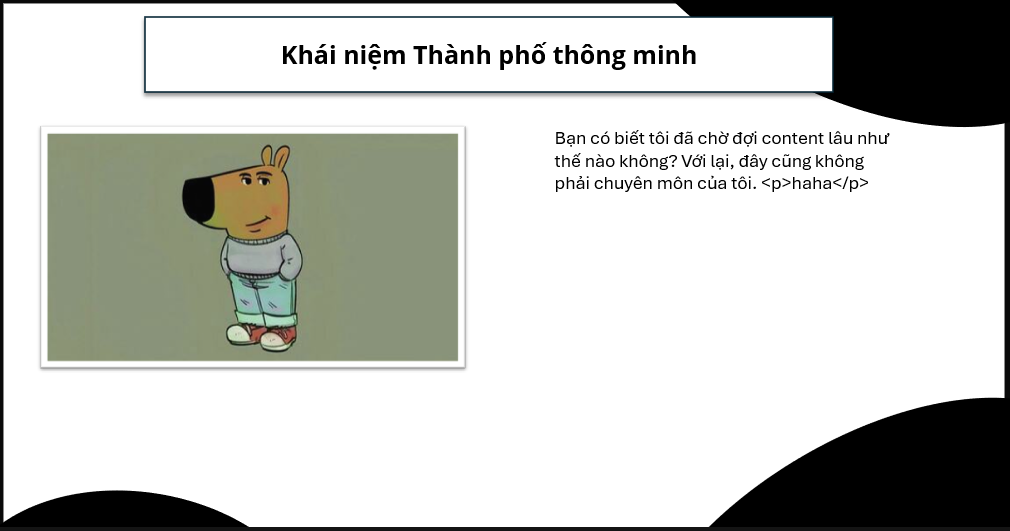 Khái niệm Thành phố thông minh
Bạn có biết tôi đã chờ đợi content lâu như
thế nào không? Với lại, đây cũng không
phải chuyên môn của tôi. <p>haha</p>